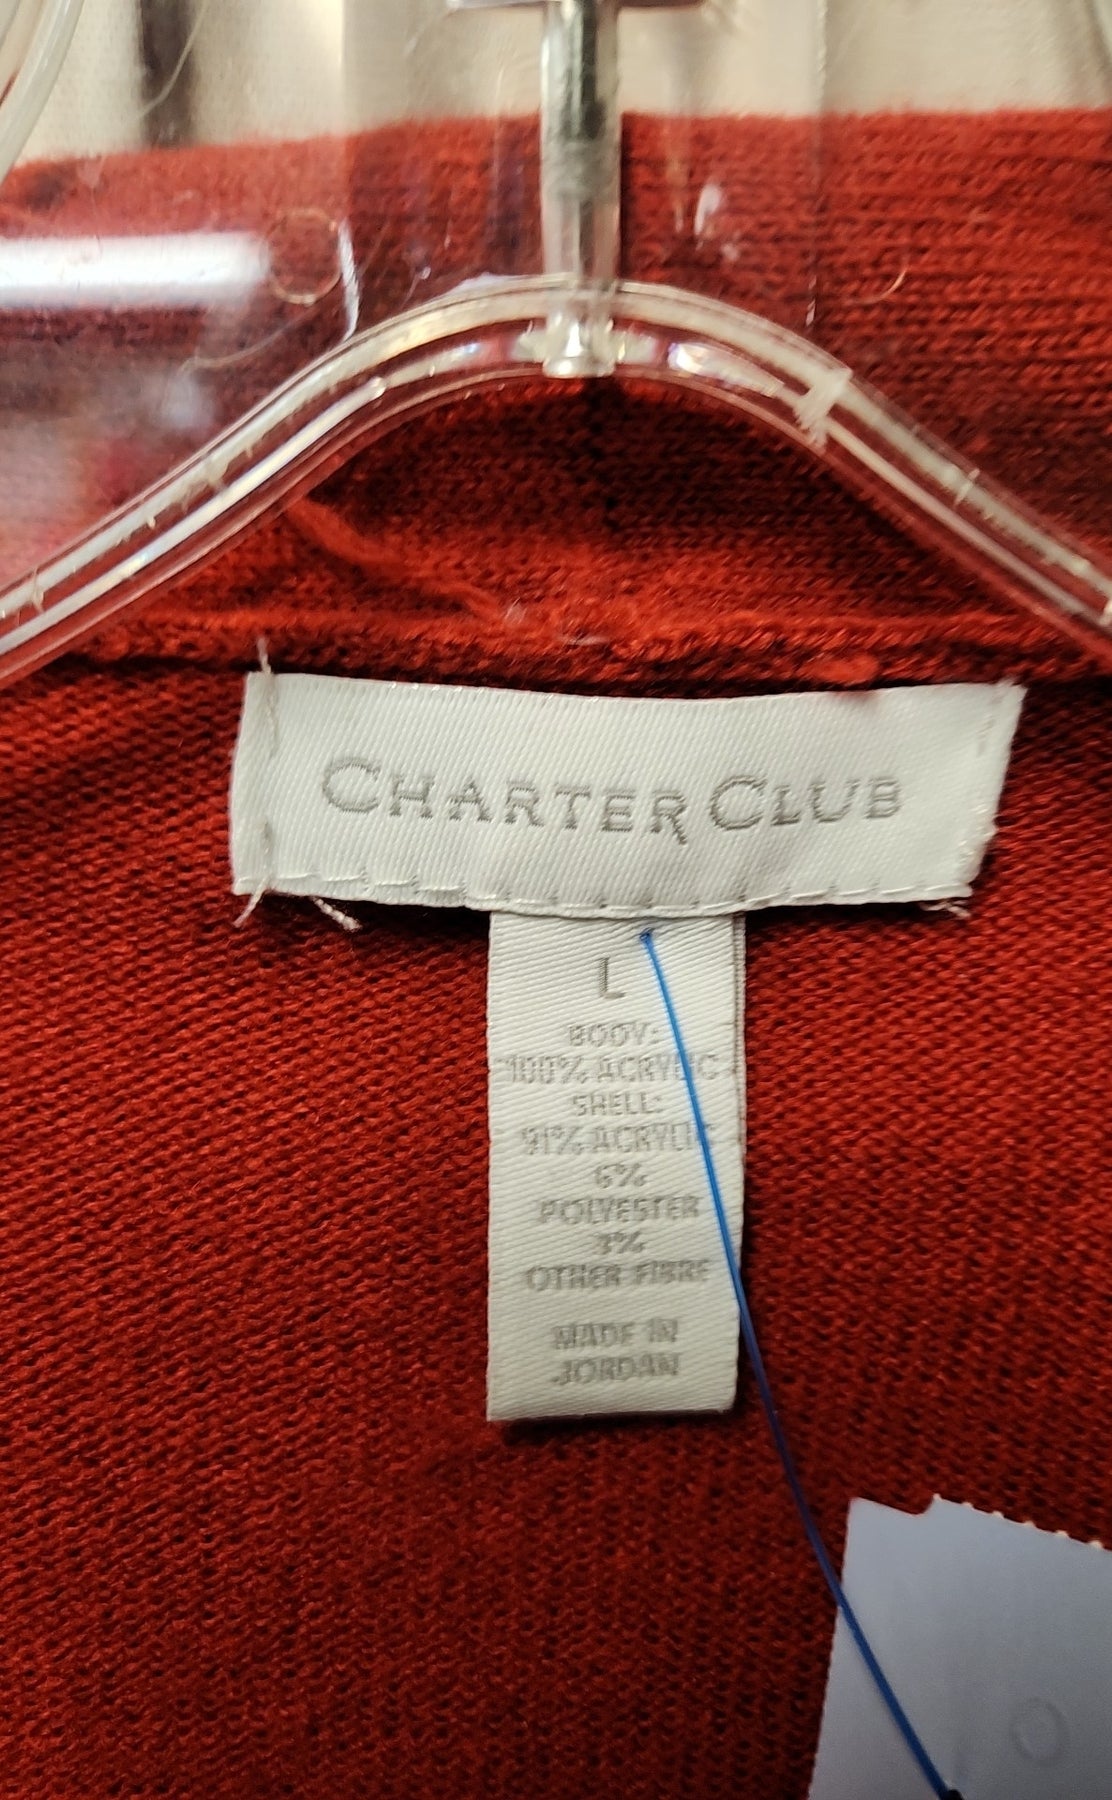 CHARTER CLUB
L
BODY:
100% ACRYLIC
SHELL:
91% ACRYLIC
6%
POLYESTER
3%
OTHER FIBRE
MADE IN
JORDAN